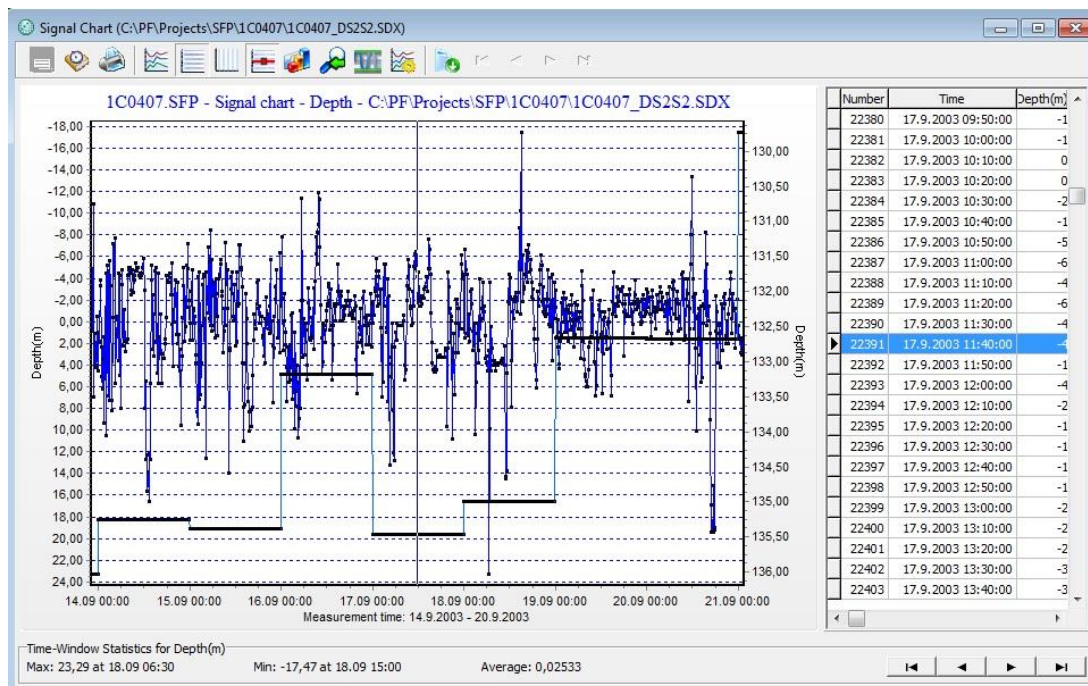 Signal Chart (C:\PF\Projects\SFP\1C0407\1C0407_DS2S2.SDX)
1C0407.SFP - Signal chart - Depth - C:\PF\Projects\SFP\1C0407\1C0407_DS2S2.SDX
-18,00
-16,00
-14,00
-12,00
-10,00
-8,00
-6,00
-4,00
-2,00
0,00
2,00
4,00
6,00
8,00
10,00
12,00
14,00
16,00
18,00
20,00
22,00
24,00
Depth(m)
130,00
130,50
131,00
131,50
132,00
132,50
133,00
133,50
134,00
134,50
135,00
135,50
136,00
Depth(m)
14.09 00:00 15.09 00:00 16.09 00:00 17.09 00:00 18.09 00:00 19.09 00:00 20.09 00:00 21.09 00:00
Measurement time: 14.9.2003 - 20.9.2003
Number Time Depth(m)
22380 17.9.2003 09:50:00 -1
22381 17.9.2003 10:00:00 -1
22382 17.9.2003 10:10:00 0
22383 17.9.2003 10:20:00 0
22384 17.9.2003 10:30:00 -2
22385 17.9.2003 10:40:00 -1
22386 17.9.2003 10:50:00 -5
22387 17.9.2003 11:00:00 -6
22388 17.9.2003 11:10:00 -4
22389 17.9.2003 11:20:00 -6
22390 17.9.2003 11:30:00 -4
22391 17.9.2003 11:40:00 -4
22392 17.9.2003 11:50:00 -1
22393 17.9.2003 12:00:00 -4
22394 17.9.2003 12:10:00 -2
22395 17.9.2003 12:20:00 -1
22396 17.9.2003 12:30:00 -1
22397 17.9.2003 12:40:00 -1
22398 17.9.2003 12:50:00 -1
22399 17.9.2003 13:00:00 -2
22400 17.9.2003 13:10:00 -2
22401 17.9.2003 13:20:00 -2
22402 17.9.2003 13:30:00 -3
22403 17.9.2003 13:40:00 -3
Time-Window Statistics for Depth(m)
Max: 23,29 at 18.09 06:30 Min: -17,47 at 18.09 15:00 Average: 0,02533